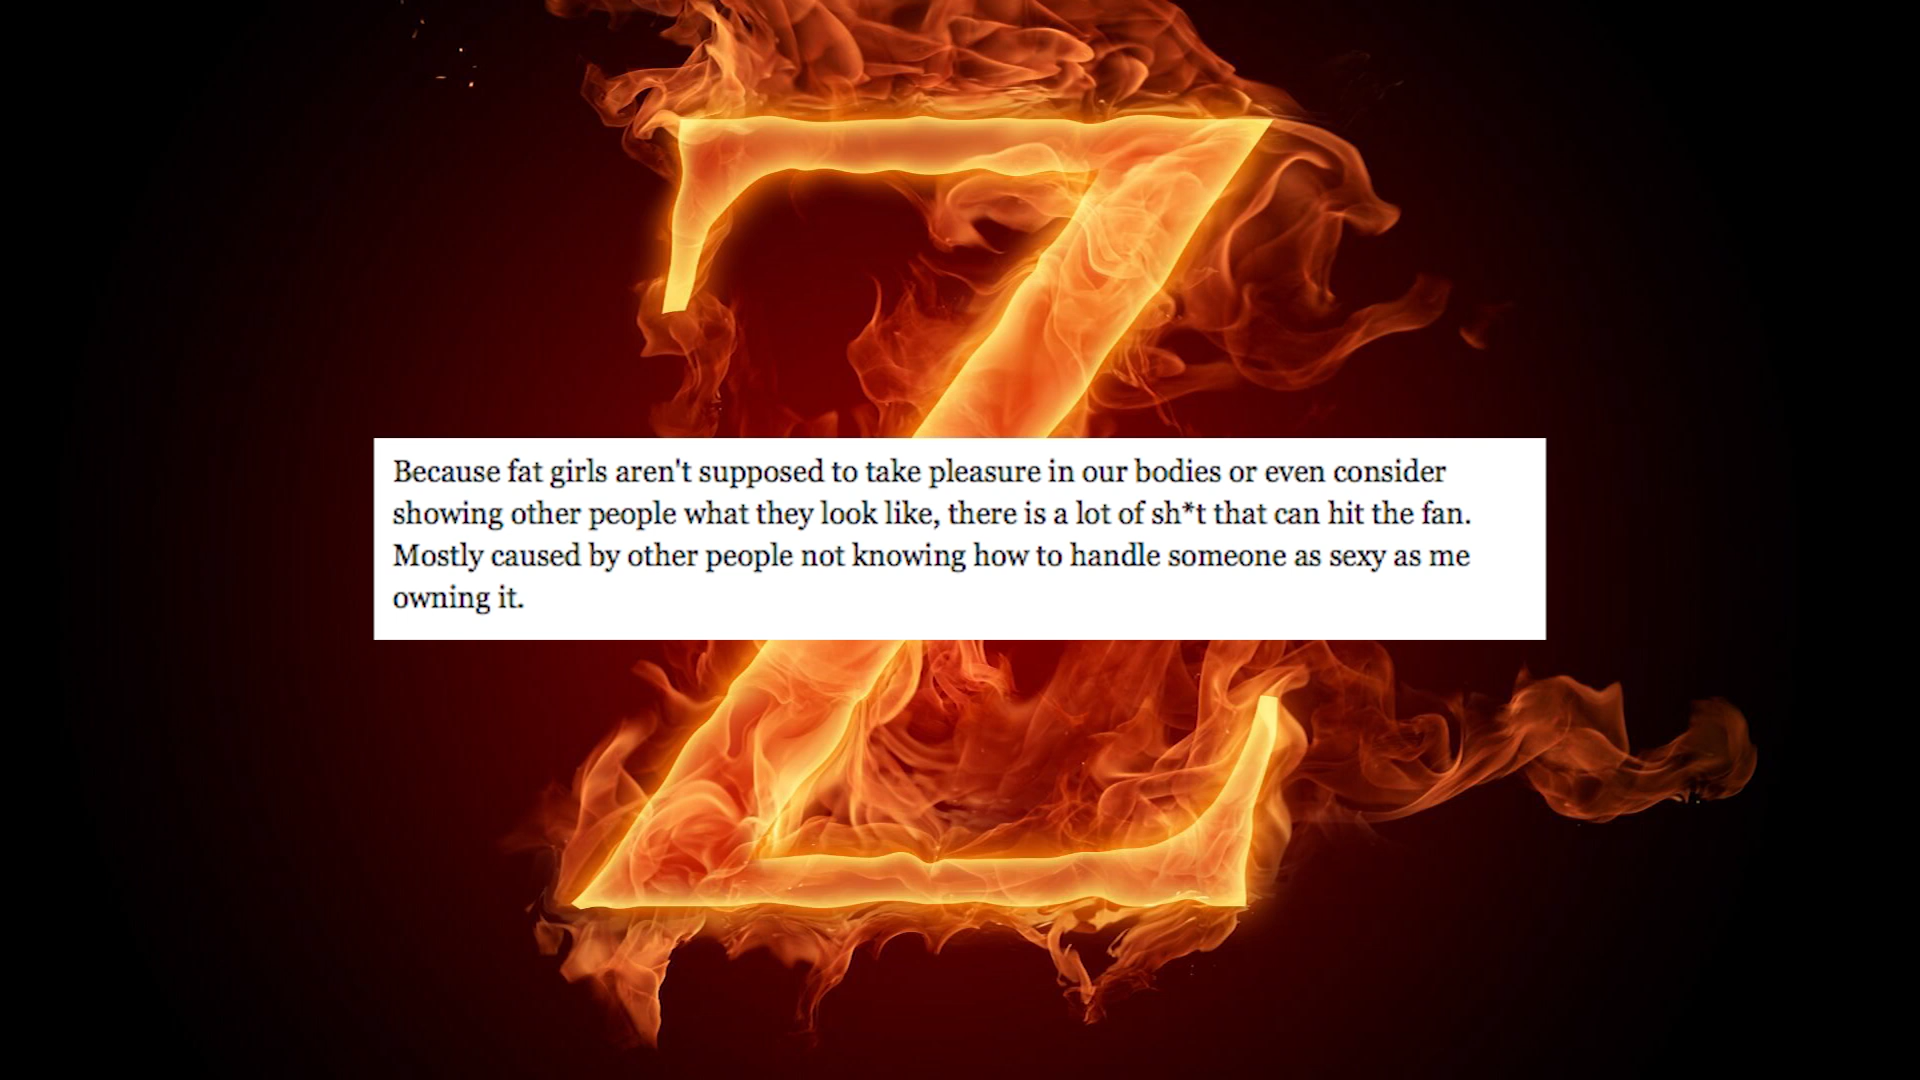 Z
Because fat girls aren't supposed to take pleasure in our bodies or even consider
showing other people what they look like, there is a lot of sh*t that can hit the fan.
Mostly caused by other people not knowing how to handle someone as sexy as me
owning it.